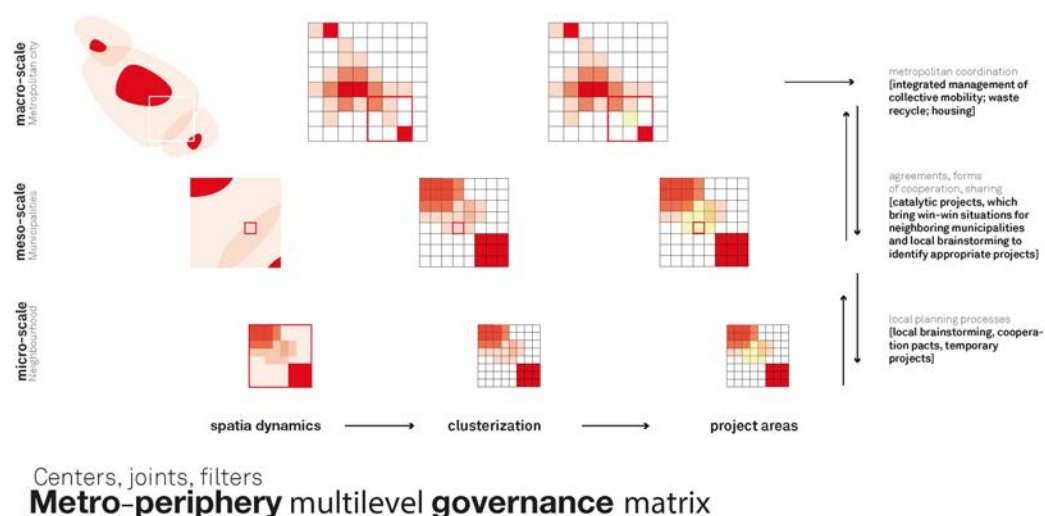 macro-scale
Metropolitan city
metropolitan coordination
[integrated management of
collective mobility; waste
recycle; housing]
meso-scale
Municipalities
agreements, forms
of cooperation, sharing
[catalytic projects, which
bring win-win situations for
neighboring municipalities
and local brainstorming to
identify appropriate projects]
micro-scale
Neighbourhood
local planning processes
[local brainstorming, coopera-
tion pacts, temporary
projects]
spatia dynamics
clusterization
project areas
Centers, joints, filters
Metro-periphery multilevel governance matrix